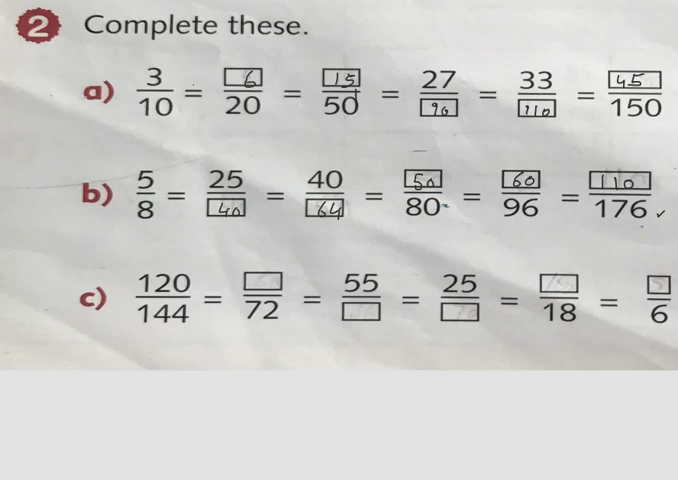 2 Complete these.
a) 3/10 = 6/20 = 15/50 = 27/90 = 33/110 = 45/150
b) 5/8 = 25/40 = 40/64 = 50/80 = 60/96 = 110/176 ✓
c) 120/144 = □/72 = 55/□ = 25/□ = □/18 = □/6